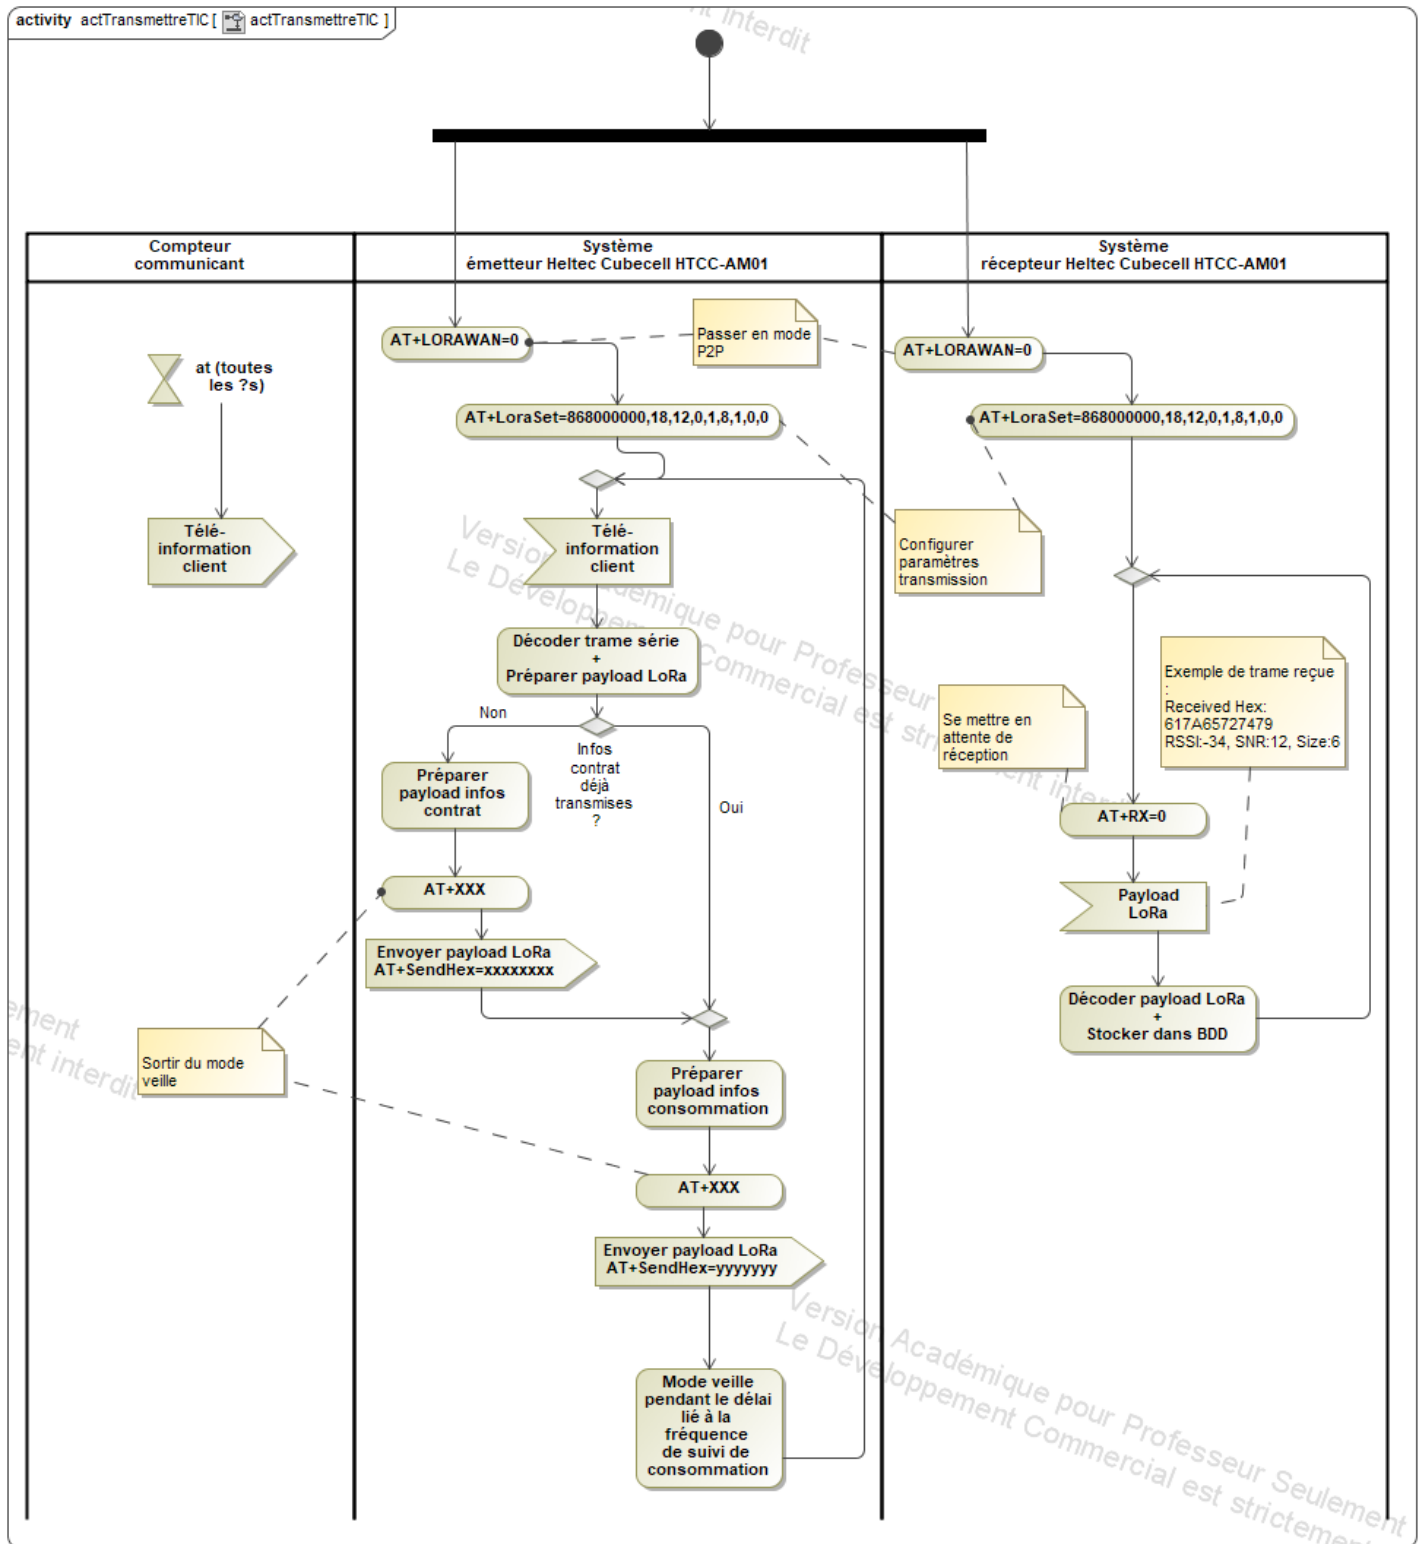 activity actTransmettreTIC [ actTransmettreTIC ]
Compteur
communicant
Système
émetteur Heltec Cubecell HTCC-AM01
Système
récepteur Heltec Cubecell HTCC-AM01
at (toutes
les ?s)
Télé-
information
client
AT+LORAWAN=0
Passer en mode
P2P
AT+LORAWAN=0
AT+LoraSet=868000000,18,12,0,1,8,1,0,0
AT+LoraSet=868000000,18,12,0,1,8,1,0,0
Télé-
information
client
Configurer
paramètres
transmission
Décoder trame série
+
Préparer payload LoRa
Non
Infos
contrat
déjà
transmises
?
Oui
Préparer
payload infos
contrat
AT+XXX
Envoyer payload LoRa
AT+SendHex=xxxxxxxx
Sortir du mode
veille
Préparer
payload infos
consommation
AT+XXX
Envoyer payload LoRa
AT+SendHex=yyyyyyy
Mode veille
pendant le délai
lié à la
fréquence
de suivi de
consommation
Se mettre en
attente de
réception
Exemple de trame reçue
:
Received Hex:
617A65727479
RSSI:-34, SNR:12, Size:6
AT+RX=0
Payload
LoRa
Décoder payload LoRa
+
Stocker dans BDD
Version Académique pour Professeur Seulement
Le Développement Commercial est strictement